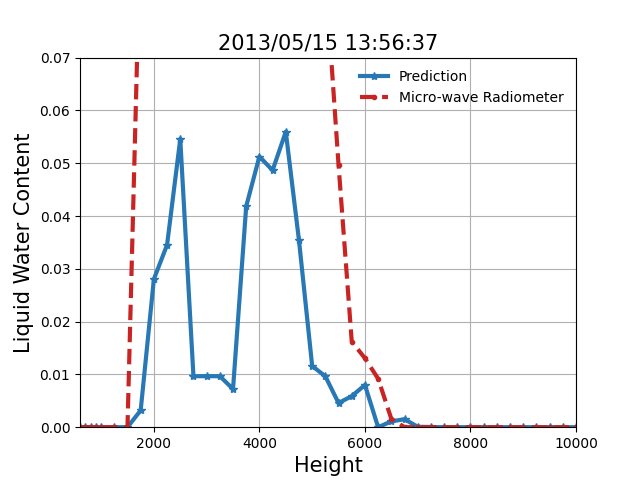 2013/05/15 13:56:37
Prediction
Micro-wave Radiometer
Liquid Water Content
0.07
0.06
0.05
0.04
0.03
0.02
0.01
0.00
2000 4000 6000 8000 10000
Height